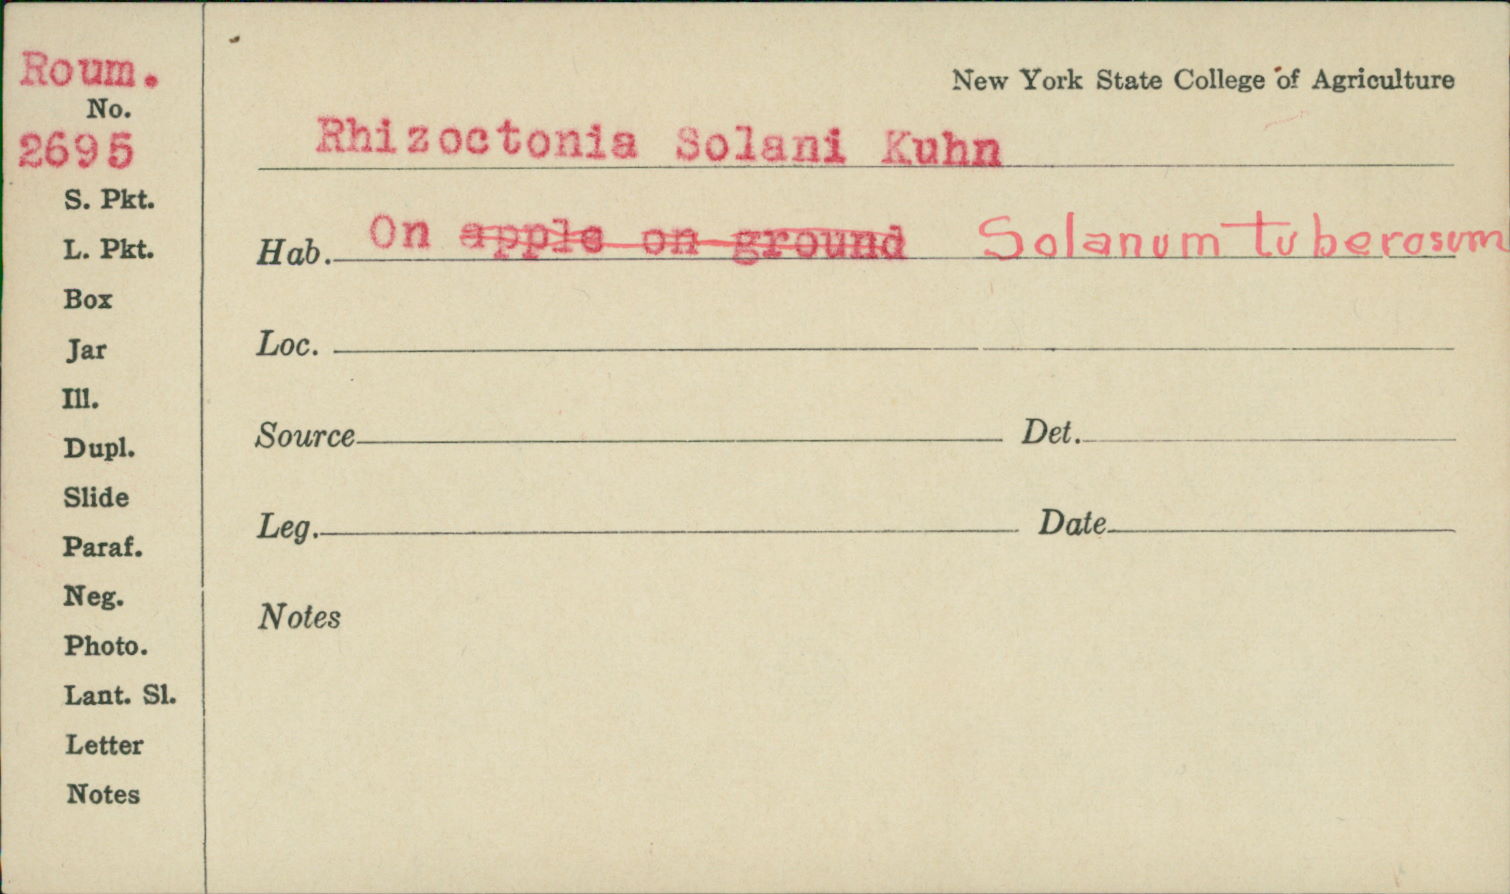 Roum.
No.
2695
S. Pkt.
L. Pkt.
Box
Jar
Ill.
Dupl.
Slide
Paraf.
Neg.
Photo.
Lant. Sl.
Letter
Notes
New York State College of Agriculture
Rhizoctonia Solani Kuhn
Hab. On apple on ground Solanum tuberosum
Loc.
Source Det.
Leg. Date
Notes